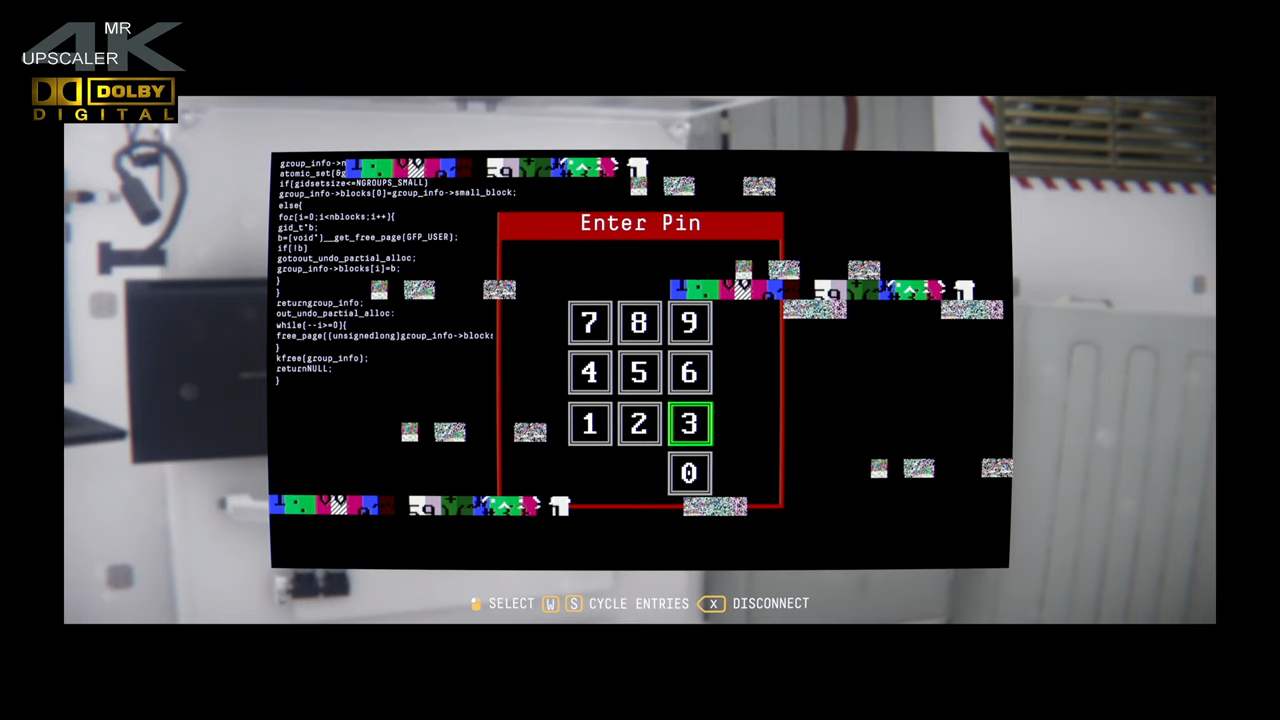 4K
MR
UPSCALER
DOLBY
DIGITAL
group_info->n
atomic_set(&g
if(gidsetsize<=NGROUPS_SMALL)
group_info->blocks[0]=group_info->small_block;
else{
for(i=0;i<nblocks;i++){
gid_t*b;
b=(void*)__get_free_page(GFP_USER);
if(!b)
gotoout_undo_partial_alloc;
group_info->blocks[i]=b;
}
}
returngroup_info;
out_undo_partial_alloc:
while(--i>=0){
free_page((unsignedlong)group_info->block
}
kfree(group_info);
returnNULL;
}
Enter Pin
7 8 9
4 5 6
1 2 3
0
SELECT W S CYCLE ENTRIES X DISCONNECT